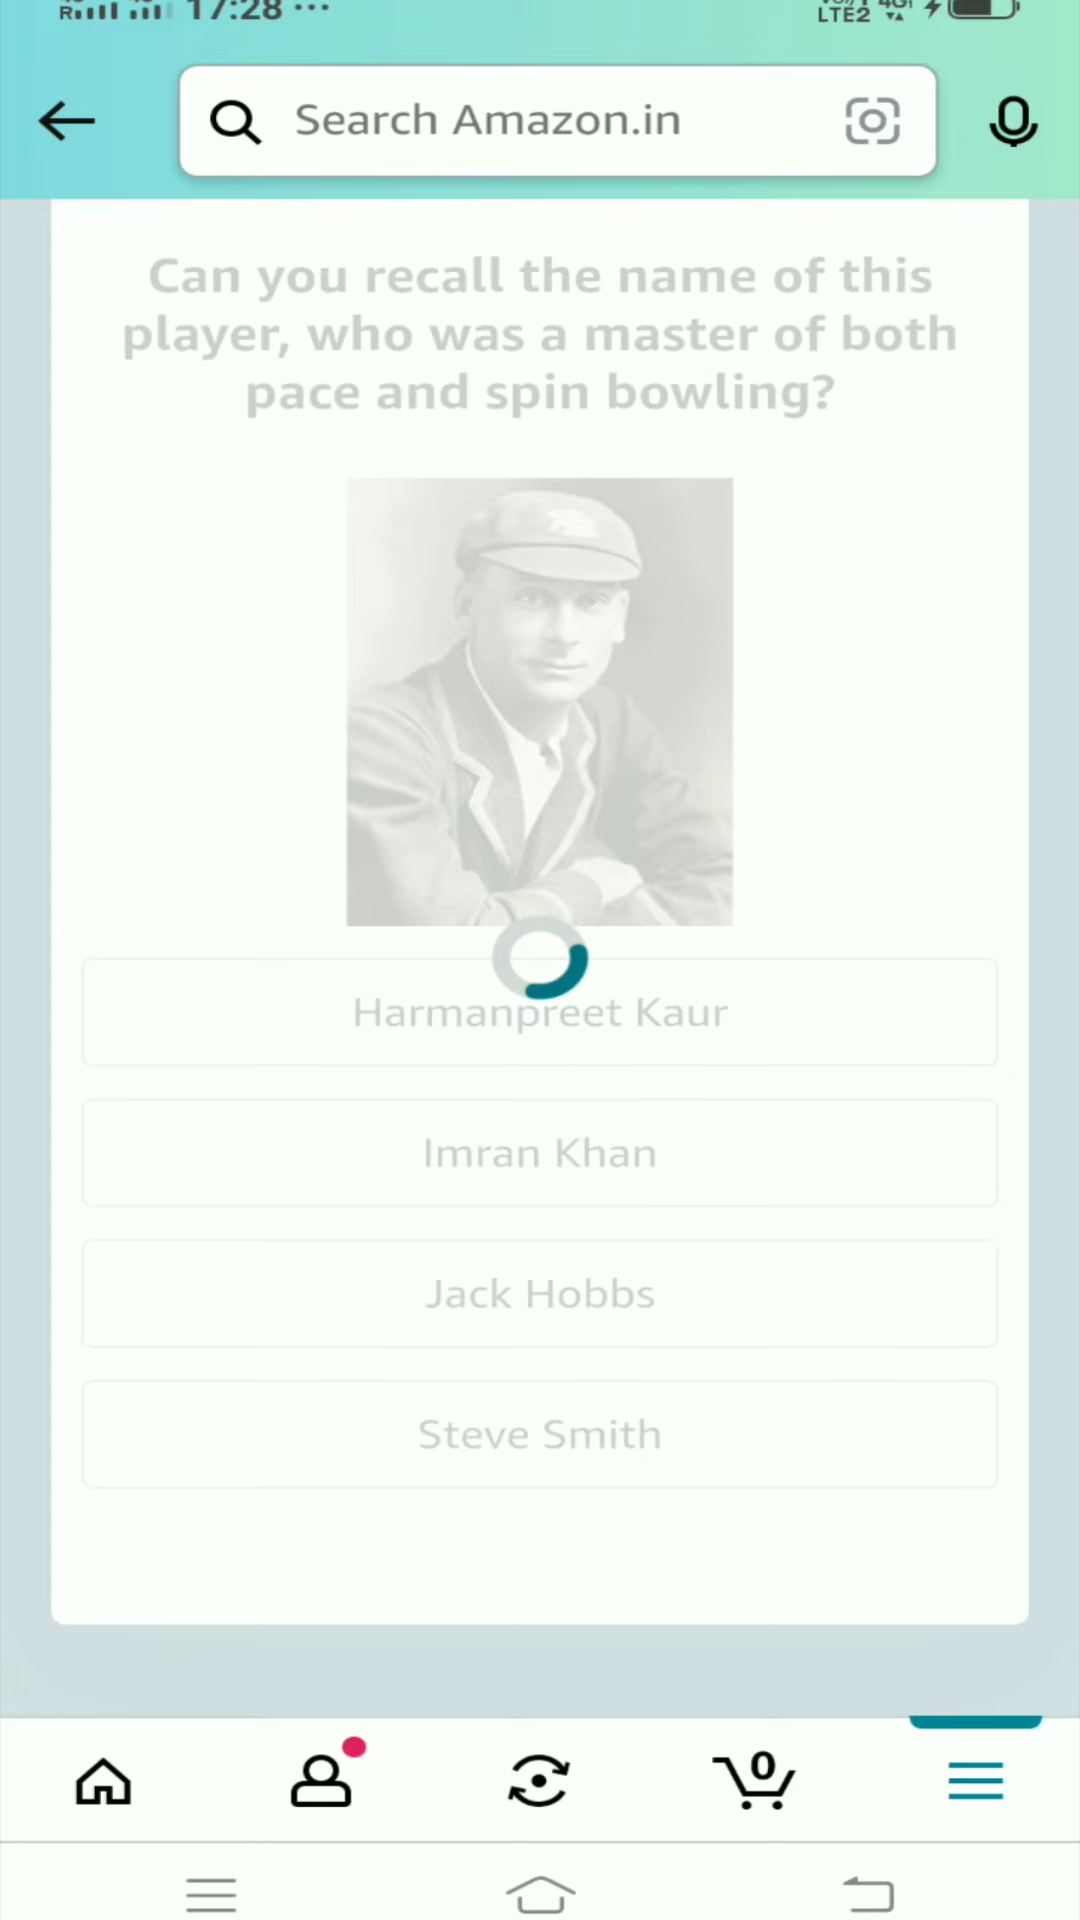 17:28 ...
LTE2
Search Amazon.in
Can you recall the name of this
player, who was a master of both
pace and spin bowling?
Harmanpreet Kaur
Imran Khan
Jack Hobbs
Steve Smith
0